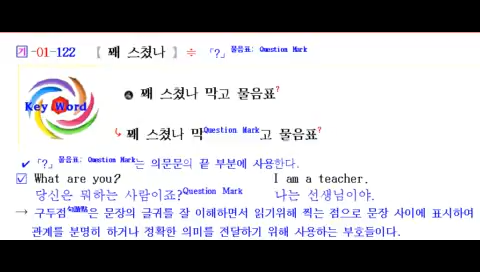 기-01-122 〖 꽤 스쳤나 〗 ≑ 「?」물음표; Question Mark
Key Word
꽤 스쳤나 막고 물음표?
꽤 스쳤나 막Question Mark고 물음표?
✔「?」물음표; Question Mark는 의문문의 끝 부분에 사용한다.
☑ What are you? I am a teacher.
당신은 뭐하는 사람이죠?Question Mark 나는 선생님이야.
→ 구두점句讀點은 문장의 글귀를 잘 이해하면서 읽기위해 찍는 점으로 문장 사이에 표시하여
관계를 분명히 하거나 정확한 의미를 전달하기 위해 사용하는 부호들이다.